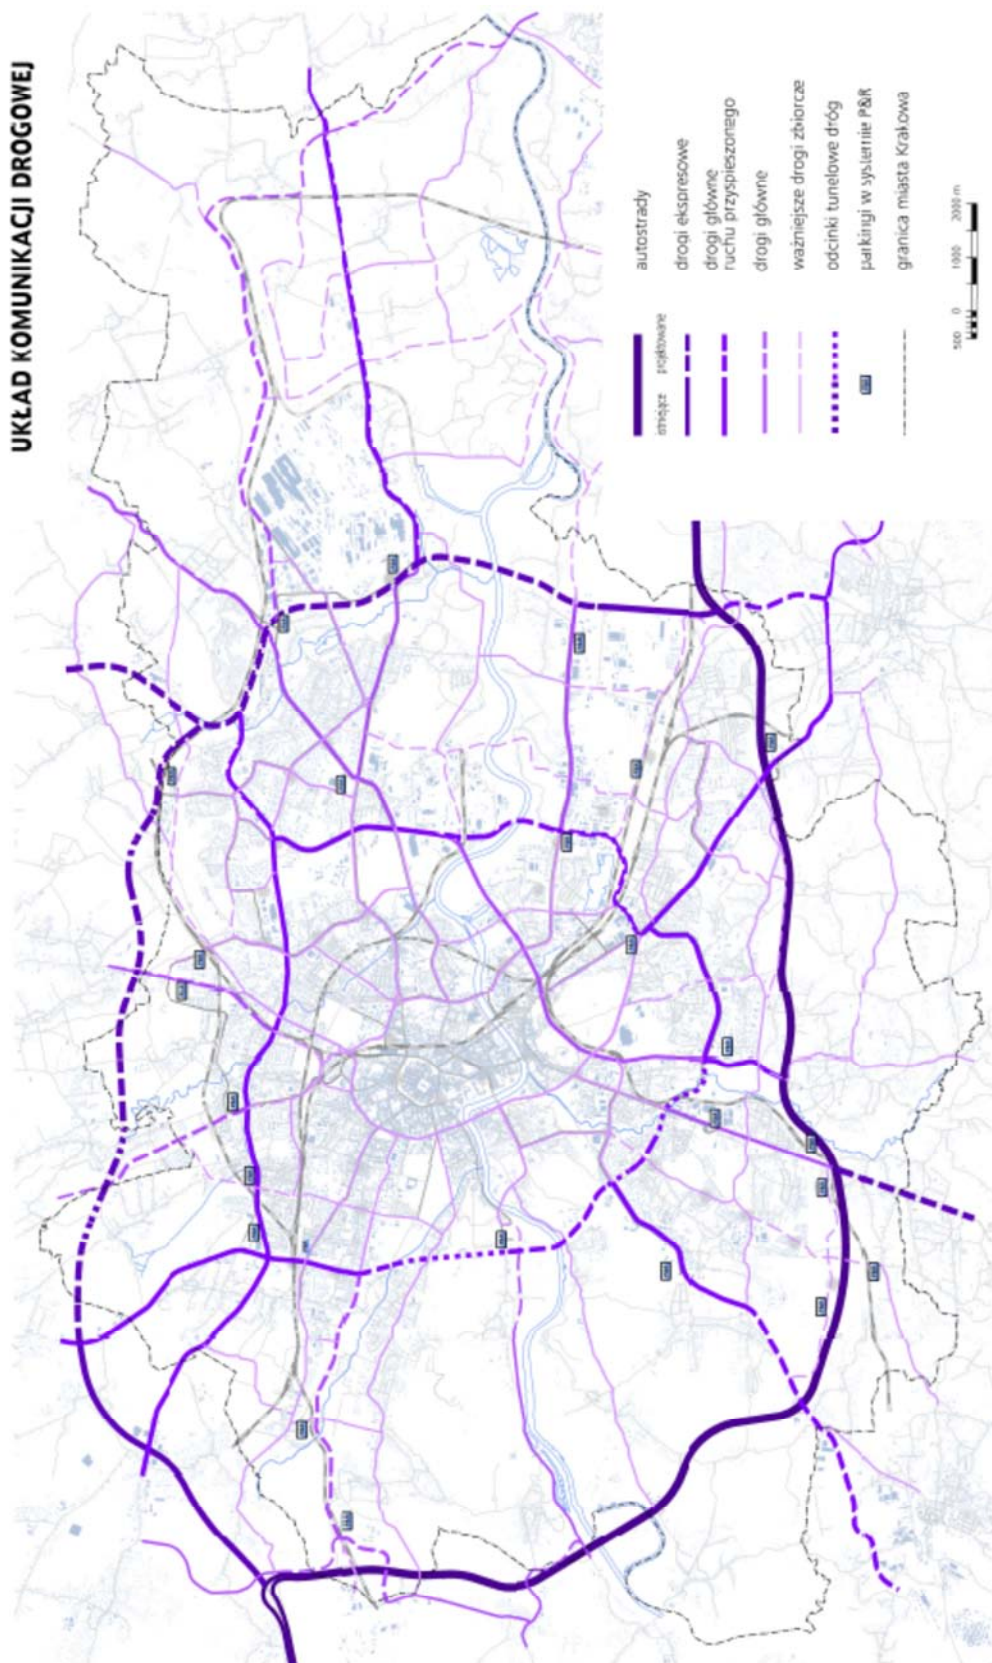 UKŁAD KOMUNIKACJI DROGOWEJ
istniejące projektowane
autostrady
drogi ekspresowe
drogi główne
ruchu przyspieszonego
drogi główne
ważniejsze drogi zbiorcze
odcinki tunelowe dróg
parkingi w systemie P&R
granica miasta Krakowa
500 0 1000 2000 m